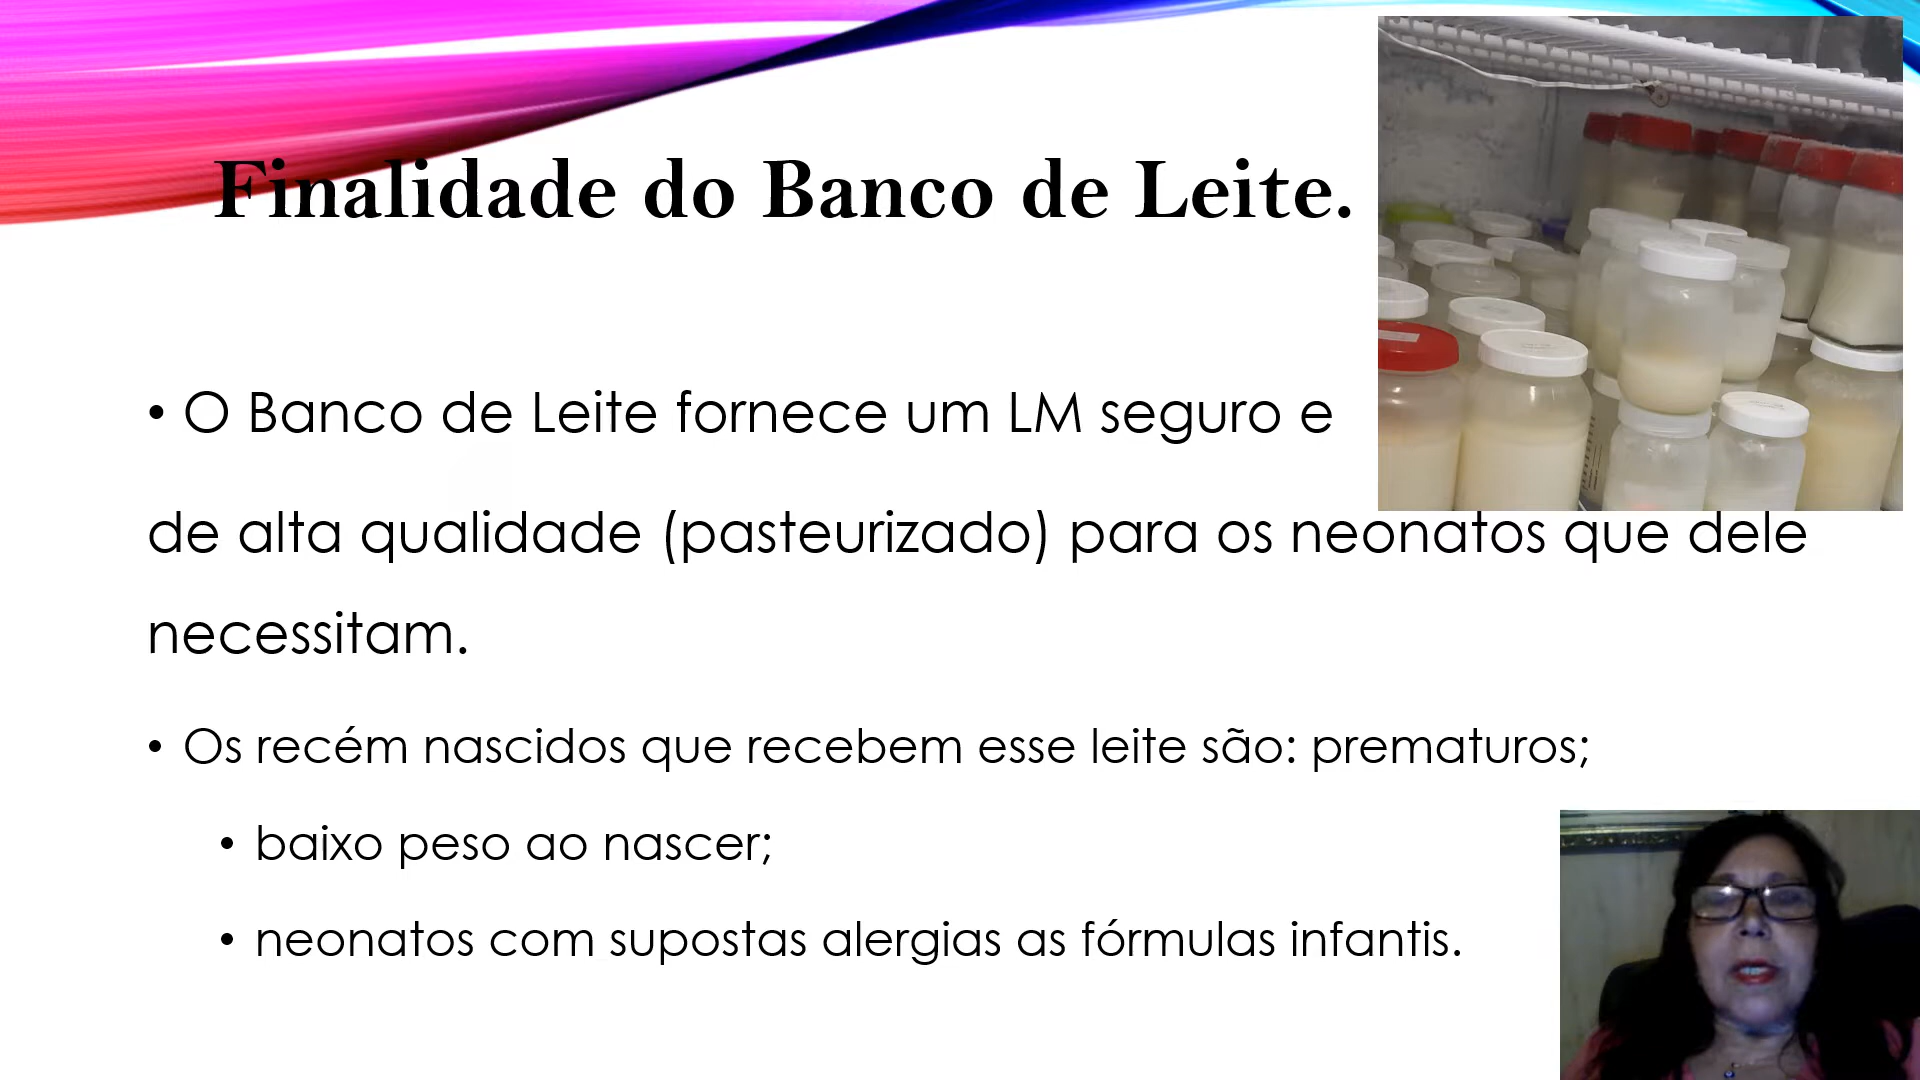 Finalidade do Banco de Leite.
• O Banco de Leite fornece um LM seguro e
de alta qualidade (pasteurizado) para os neonatos que dele
necessitam.
• Os recém nascidos que recebem esse leite são: prematuros;
• baixo peso ao nascer;
• neonatos com supostas alergias as fórmulas infantis.